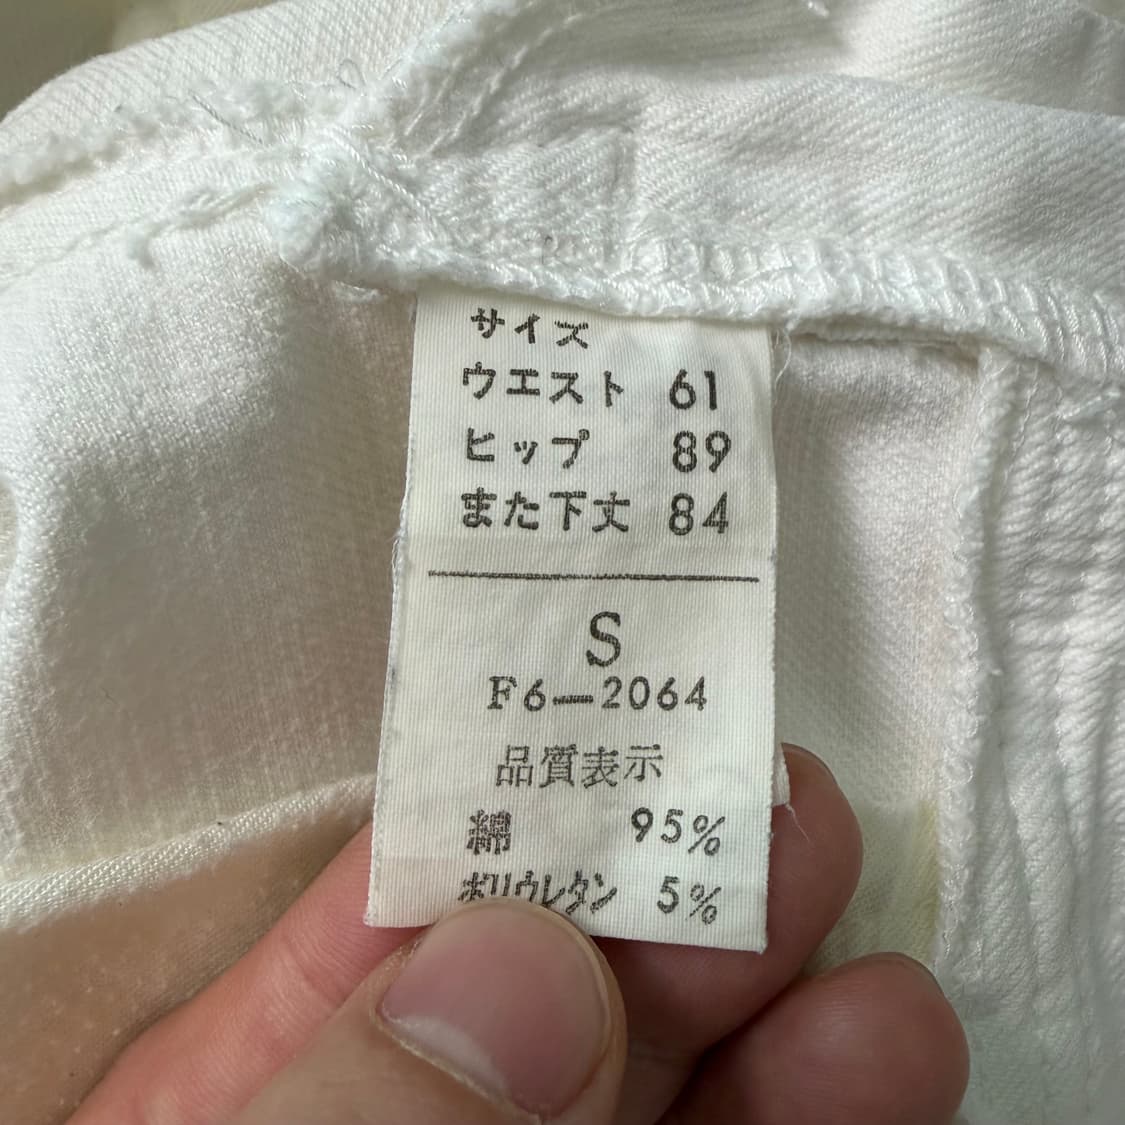 サイズ
ウエスト 61
ヒップ 89
また下丈 84
S
F6—2064
品質表示
綿 95%
ポリウレタン 5%